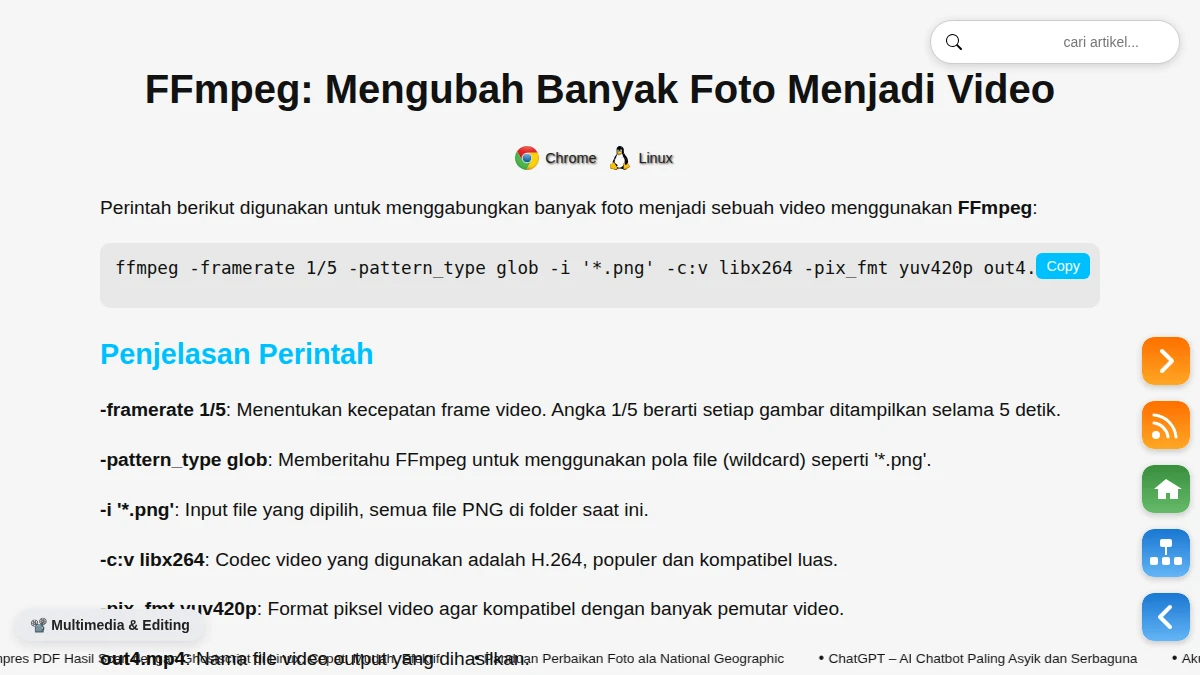 cari artikel...
FFmpeg: Mengubah Banyak Foto Menjadi Video
Chrome Linux
Perintah berikut digunakan untuk menggabungkan banyak foto menjadi sebuah video menggunakan FFmpeg:
ffmpeg -framerate 1/5 -pattern_type glob -i '*.png' -c:v libx264 -pix_fmt yuv420p out4.
Copy
Penjelasan Perintah
-framerate 1/5: Menentukan kecepatan frame video. Angka 1/5 berarti setiap gambar ditampilkan selama 5 detik.
-pattern_type glob: Memberitahu FFmpeg untuk menggunakan pola file (wildcard) seperti '*.png'.
-i '*.png': Input file yang dipilih, semua file PNG di folder saat ini.
-c:v libx264: Codec video yang digunakan adalah H.264, populer dan kompatibel luas.
-pix_fmt yuv420p: Format piksel video agar kompatibel dengan banyak pemutar video.
Multimedia & Editing
out4.mp4: Nama file video output yang dihasilkan.
mpres PDF Hasil • Panduan Perbaikan Foto ala National Geographic • ChatGPT – AI Chatbot Paling Asyik dan Serbaguna • Aku